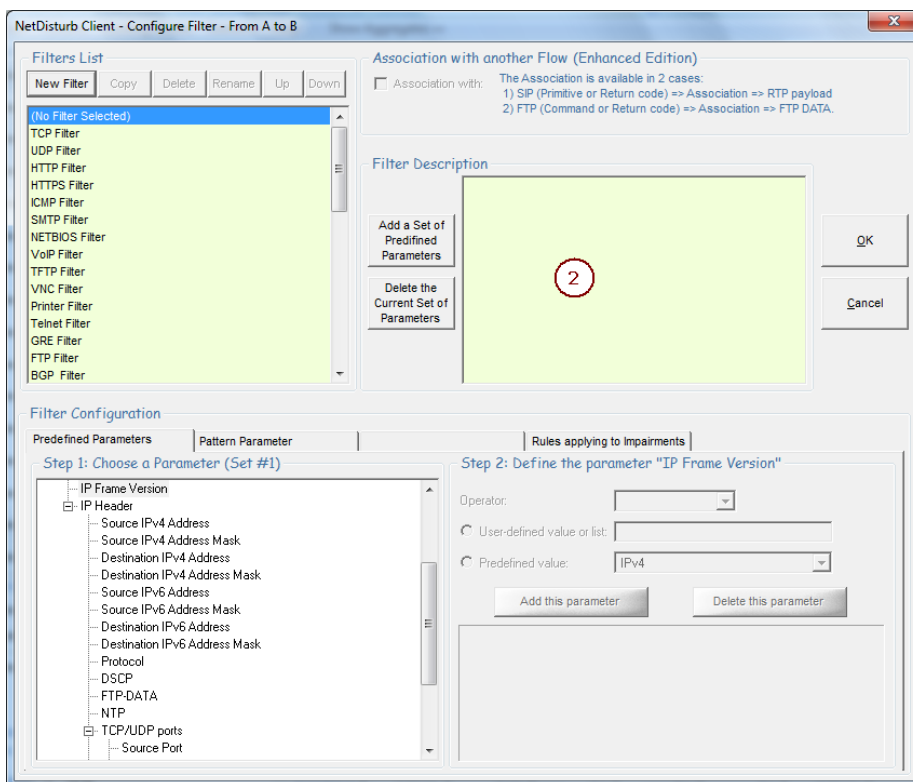 NetDisturb Client - Configure Filter - From A to B
Filters List
New Filter Copy Delete Rename Up Down
(No Filter Selected)
TCP Filter
UDP Filter
HTTP Filter
HTTPS Filter
ICMP Filter
SMTP Filter
NETBIOS Filter
VoIP Filter
TFTP Filter
VNC Filter
Printer Filter
Telnet Filter
GRE Filter
FTP Filter
BGP Filter
Association with another Flow (Enhanced Edition)
Association with:
The Association is available in 2 cases:
1) SIP (Primitive or Return code) => Association => RTP payload
2) FTP (Command or Return code) => Association => FTP DATA.
Filter Description
Add a Set of
Predifined
Parameters
Delete the
Current Set of
Parameters
2
OK
Cancel
Filter Configuration
Predefined Parameters Pattern Parameter Rules applying to Impairments
Step 1: Choose a Parameter (Set #1)
IP Frame Version
IP Header
Source IPv4 Address
Source IPv4 Address Mask
Destination IPv4 Address
Destination IPv4 Address Mask
Source IPv6 Address
Source IPv6 Address Mask
Destination IPv6 Address
Destination IPv6 Address Mask
Protocol
DSCP
FTP-DATA
NTP
TCP/UDP ports
Source Port
Step 2: Define the parameter "IP Frame Version"
Operator:
User-defined value or list:
Predefined value: IPv4
Add this parameter Delete this parameter